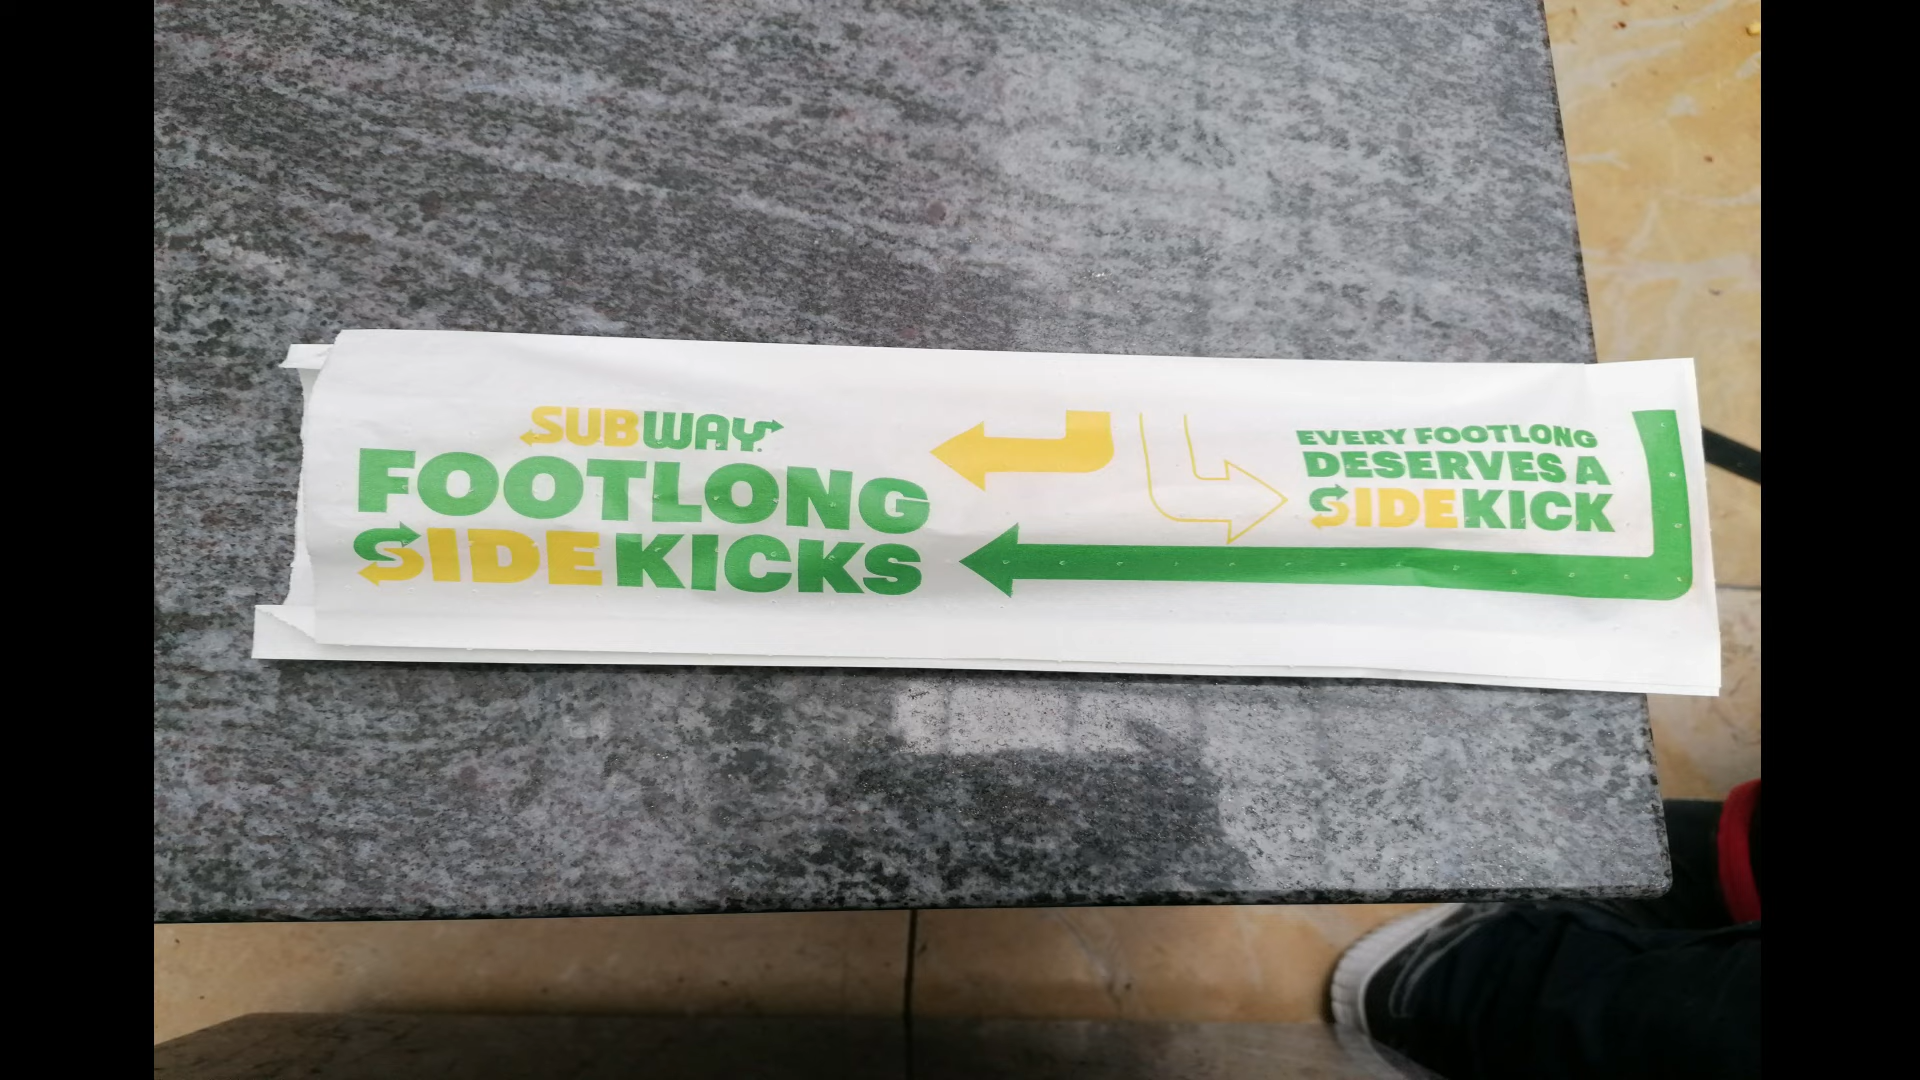 SUBWAY
FOOTLONG
SIDEKICKS
EVERY FOOTLONG
DESERVES A
SIDEKICK